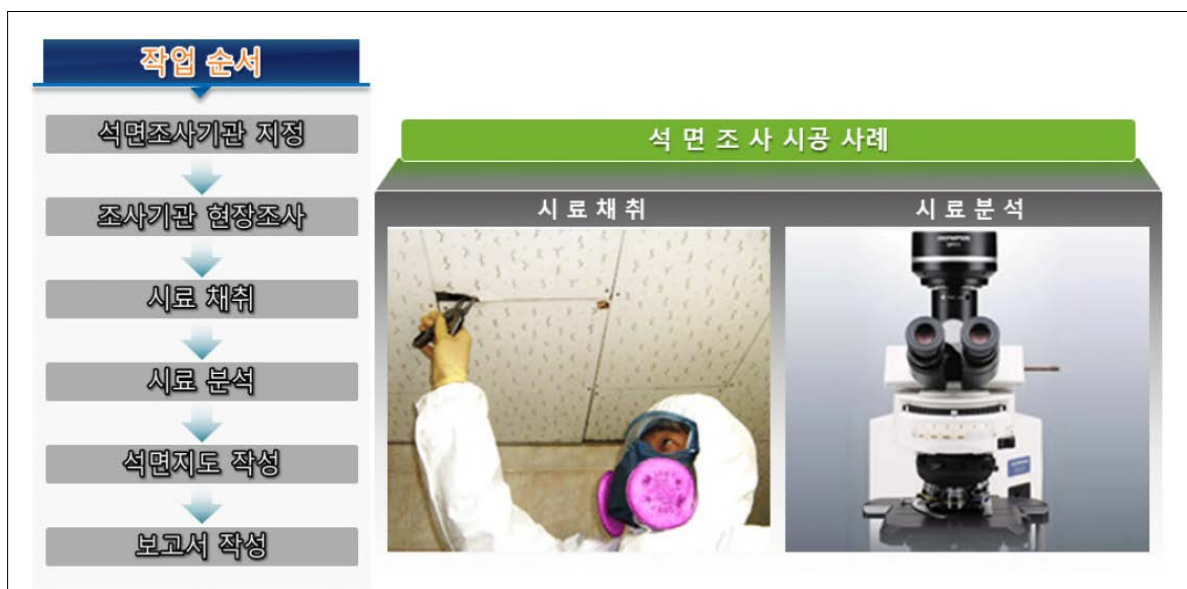 작업 순서
석면조사기관 지정
조사기관 현장조사
시료 채취
시료 분석
석면지도 작성
보고서 작성
석 면 조 사 시공 사례
시 료 채 취
시 료 분 석
OLYMPUS